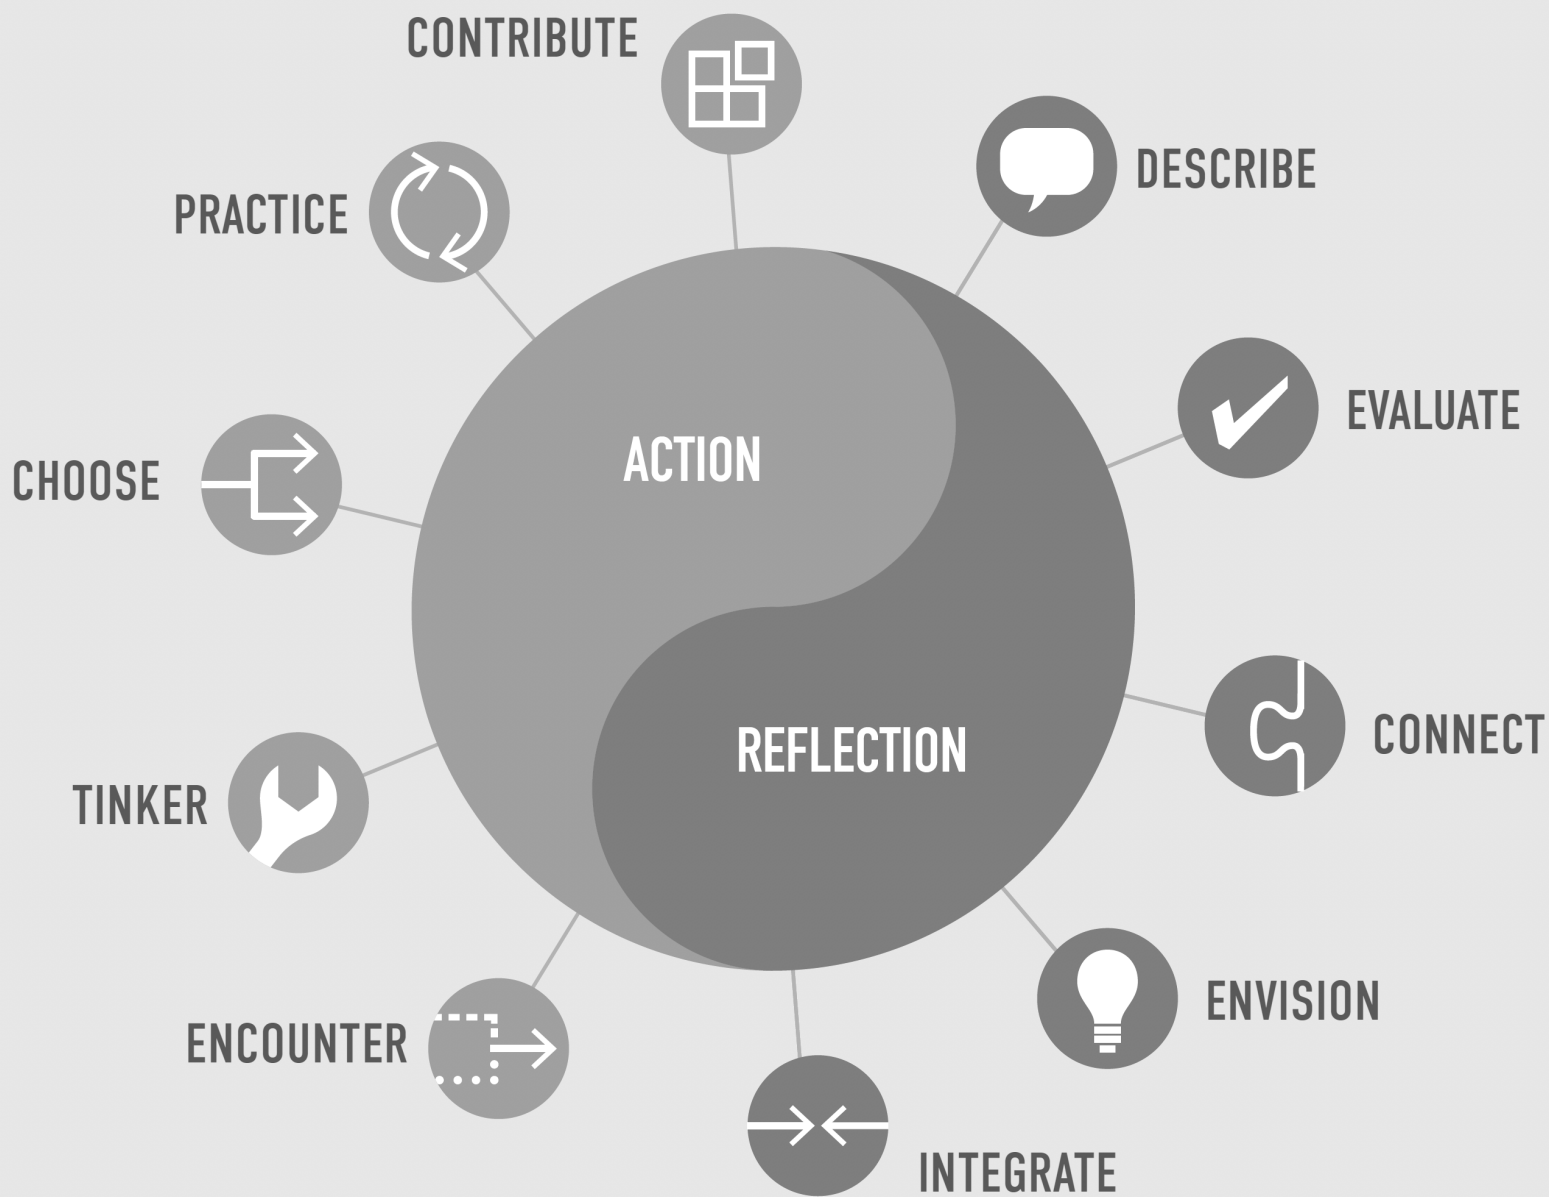 CONTRIBUTE
DESCRIBE
PRACTICE
EVALUATE
ACTION
CHOOSE
CONNECT
REFLECTION
TINKER
ENVISION
ENCOUNTER
INTEGRATE